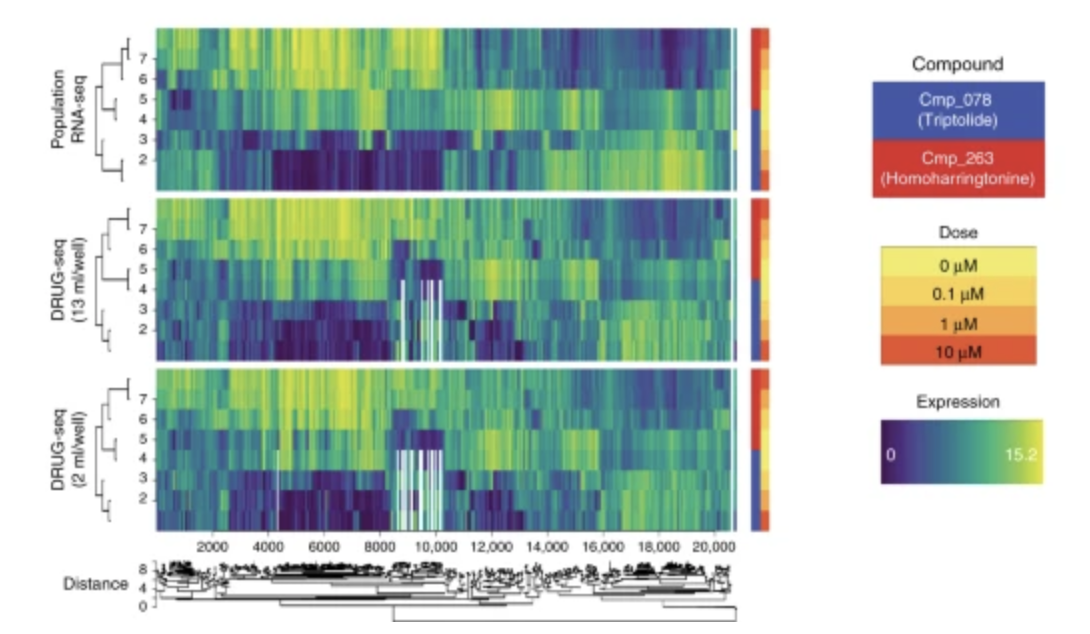 Population
RNA-seq
7
6
5
4
3
2
DRUG-seq
(13 ml/well)
7
6
5
4
3
2
DRUG-seq
(2 ml/well)
7
6
5
4
3
2
2000 4000 6000 8000 10,000 12,000 14,000 16,000 18,000 20,000
Distance
8
4
0
Compound
Cmp_078
(Triptolide)
Cmp_263
(Homoharringtonine)
Dose
0 µM
0.1 µM
1 µM
10 µM
Expression
0 15.2